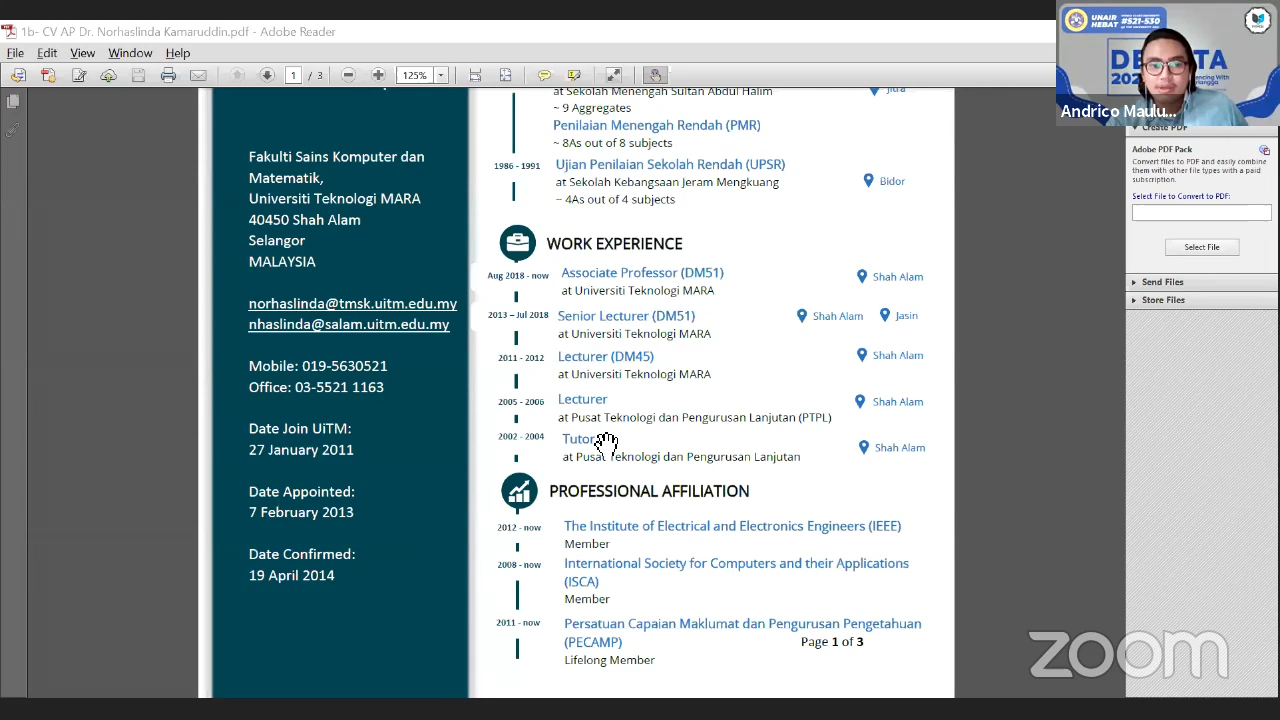 1b- CV AP Dr. Norhaslinda Kamaruddin.pdf - Adobe Reader
File Edit View Window Help
1 / 3 125%
Fakulti Sains Komputer dan
Matematik,
Universiti Teknologi MARA
40450 Shah Alam
Selangor
MALAYSIA
norhaslinda@tmsk.uitm.edu.my
nhaslinda@salam.uitm.edu.my
Mobile: 019-5630521
Office: 03-5521 1163
Date Join UiTM:
27 January 2011
Date Appointed:
7 February 2013
Date Confirmed:
19 April 2014
at Sekolah Menengah Sultan Abdul Halim
Jitra
~ 9 Aggregates
Penilaian Menengah Rendah (PMR)
~ 8As out of 8 subjects
1986 - 1991 Ujian Penilaian Sekolah Rendah (UPSR)
at Sekolah Kebangsaan Jeram Mengkuang Bidor
~ 4As out of 4 subjects
WORK EXPERIENCE
Aug 2018 - now Associate Professor (DM51) Shah Alam
at Universiti Teknologi MARA
2013 – Jul 2018 Senior Lecturer (DM51) Shah Alam Jasin
at Universiti Teknologi MARA
2011 - 2012 Lecturer (DM45) Shah Alam
at Universiti Teknologi MARA
2005 - 2006 Lecturer Shah Alam
at Pusat Teknologi dan Pengurusan Lanjutan (PTPL)
2002 - 2004 Tutor Shah Alam
at Pusat Teknologi dan Pengurusan Lanjutan
PROFESSIONAL AFFILIATION
2012 - now The Institute of Electrical and Electronics Engineers (IEEE)
Member
2008 - now International Society for Computers and their Applications
(ISCA)
Member
2011 - now Persatuan Capaian Maklumat dan Pengurusan Pengetahuan
(PECAMP)
Page 1 of 3
Lifelong Member
UNAIR
HEBAT
#521-530
Andrico Maulu...
Create PDF
Adobe PDF Pack
Convert files to PDF and easily combine
them with other file types with a paid
subscription.
Select File to Convert to PDF:
Select File
Send Files
Store Files
zoom